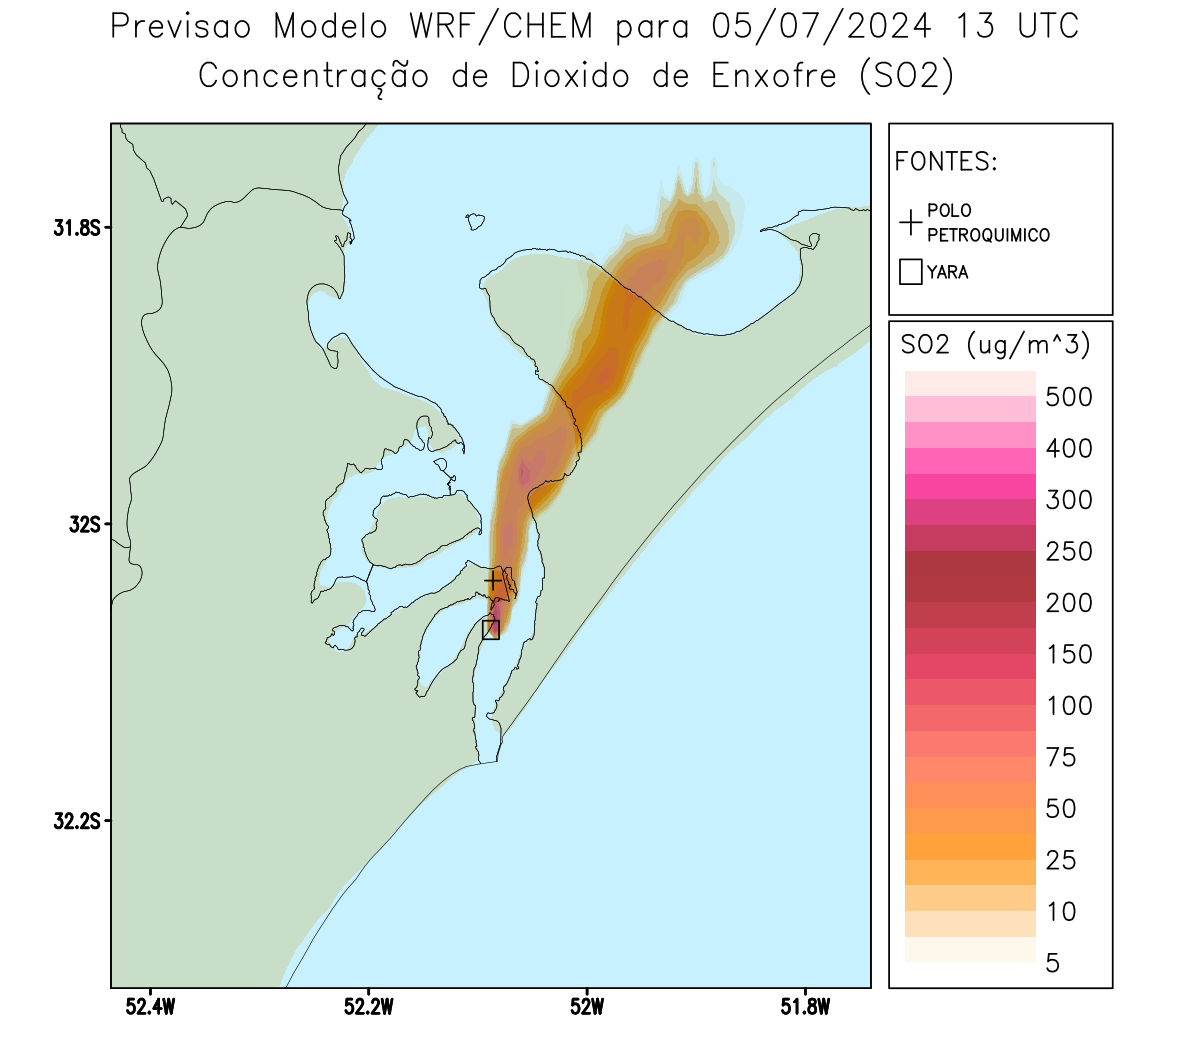 Previsao Modelo WRF/CHEM para 05/07/2024 13 UTC
Concentração de Dioxido de Enxofre (SO2)
FONTES:
POLO
PETROQUIMICO
YARA
SO2 (ug/m^3)
500
400
300
250
200
150
100
75
50
25
10
5
31.8S
32S
32.2S
52.4W
52.2W
52W
51.8W